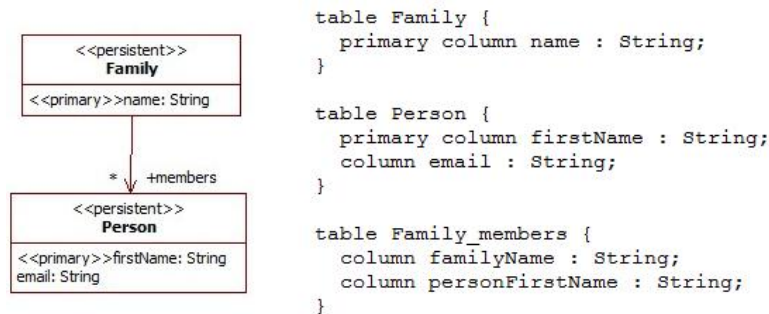 <<persistent>>
Family
<<primary>>name: String
* +members
<<persistent>>
Person
<<primary>>firstName: String
email: String
table Family {
primary column name : String;
}
table Person {
primary column firstName : String;
column email : String;
}
table Family_members {
column familyName : String;
column personFirstName : String;
}